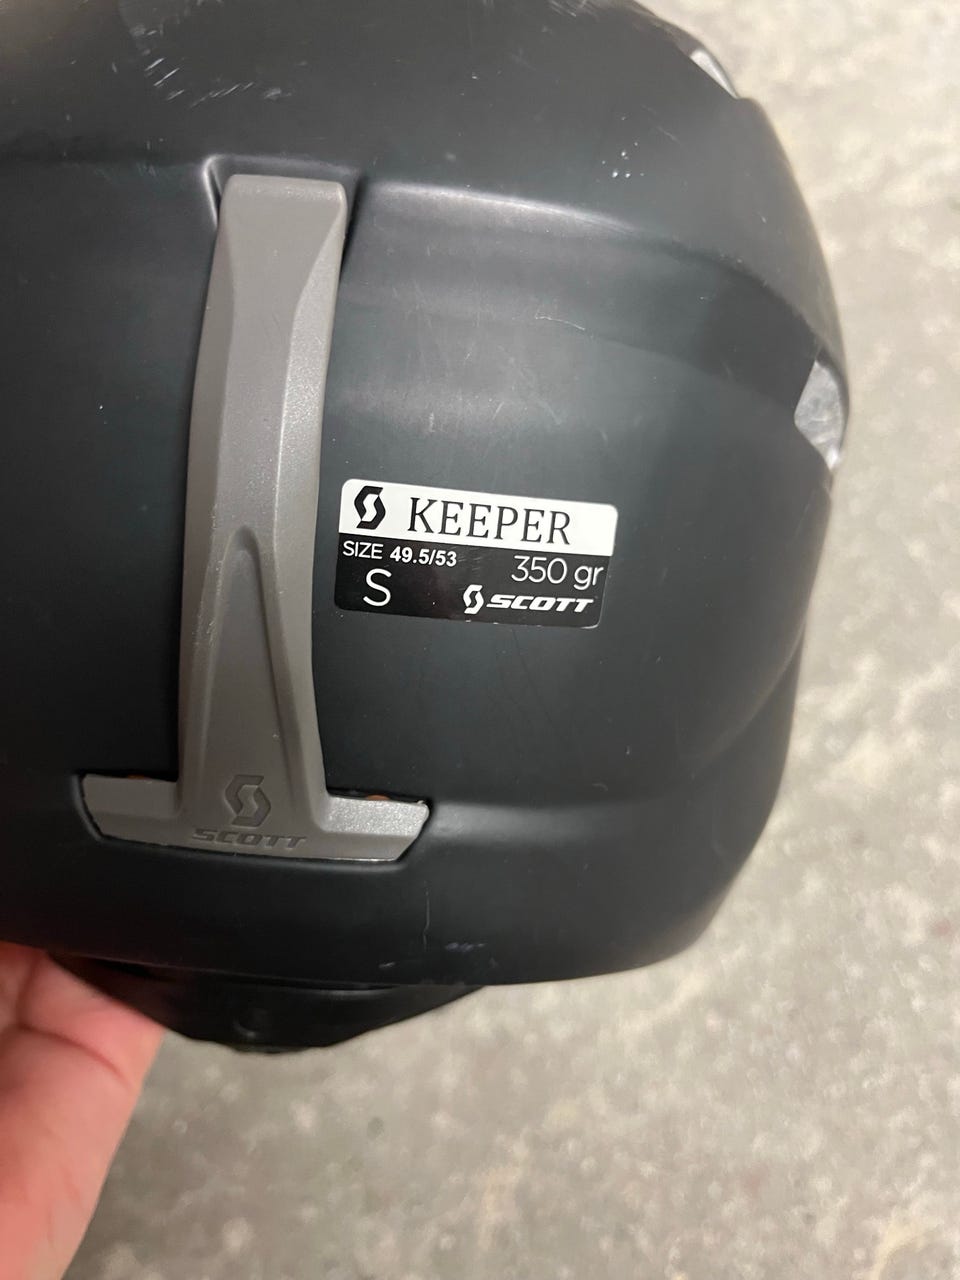 KEEPER
SIZE 49.5/53
S
350 gr
SCOTT
SCOTT